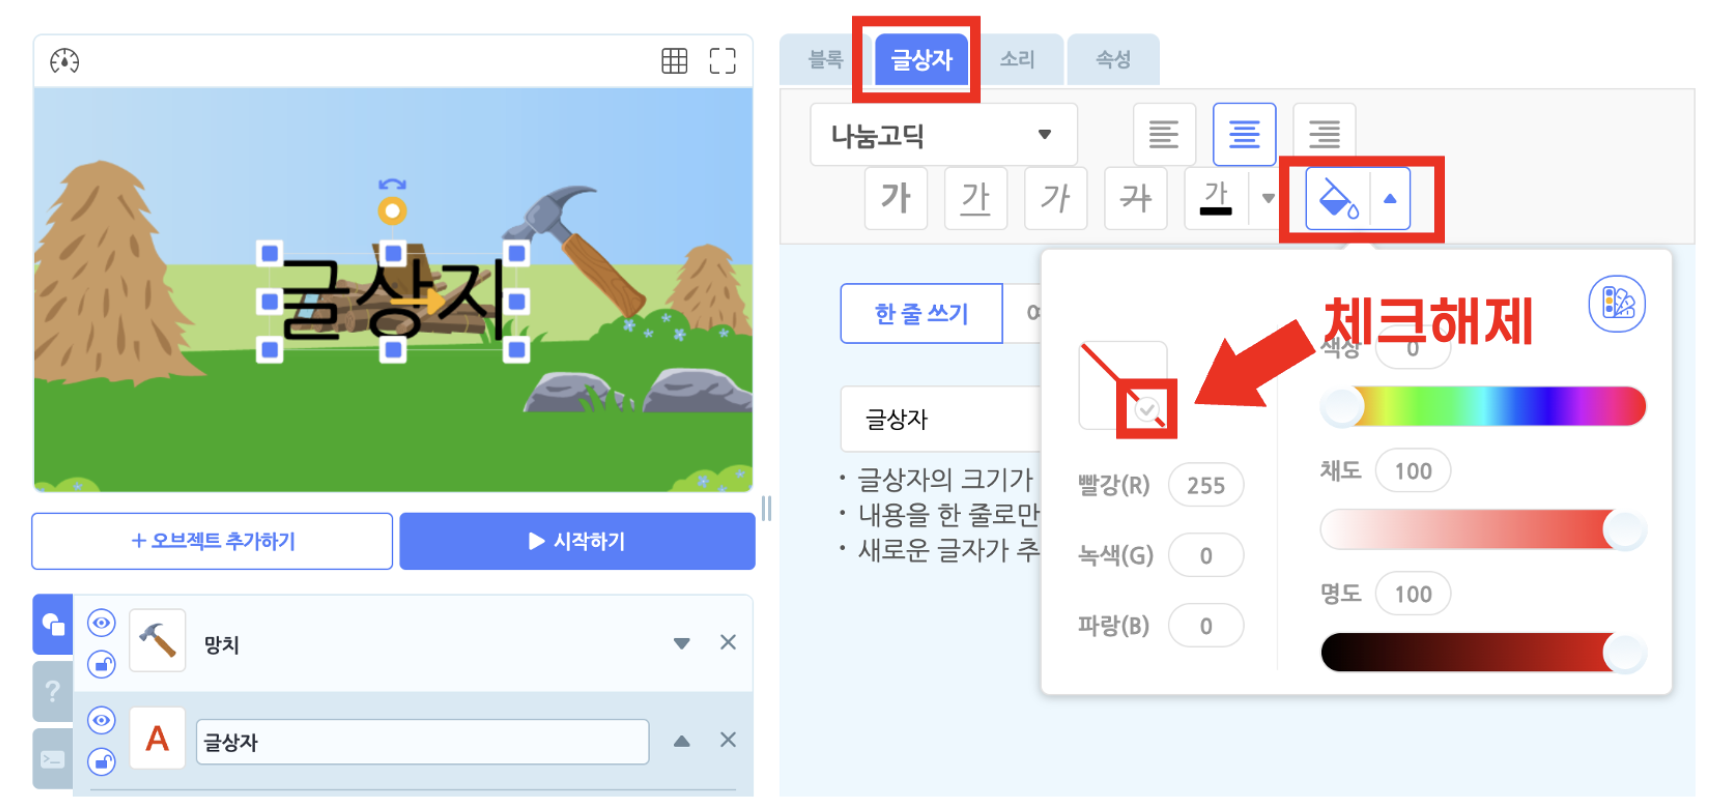 블록
글상자
소리
속성
나눔고딕
가
가
가
가
가
글상자
한 줄 쓰기
글상자
• 글상자의 크기가
• 내용을 한 줄로만
• 새로운 글자가 추
체크해제
색상 0
채도 100
명도 100
빨강(R) 255
녹색(G) 0
파랑(B) 0
+ 오브젝트 추가하기
▶ 시작하기
망치
?
>_
A
글상자